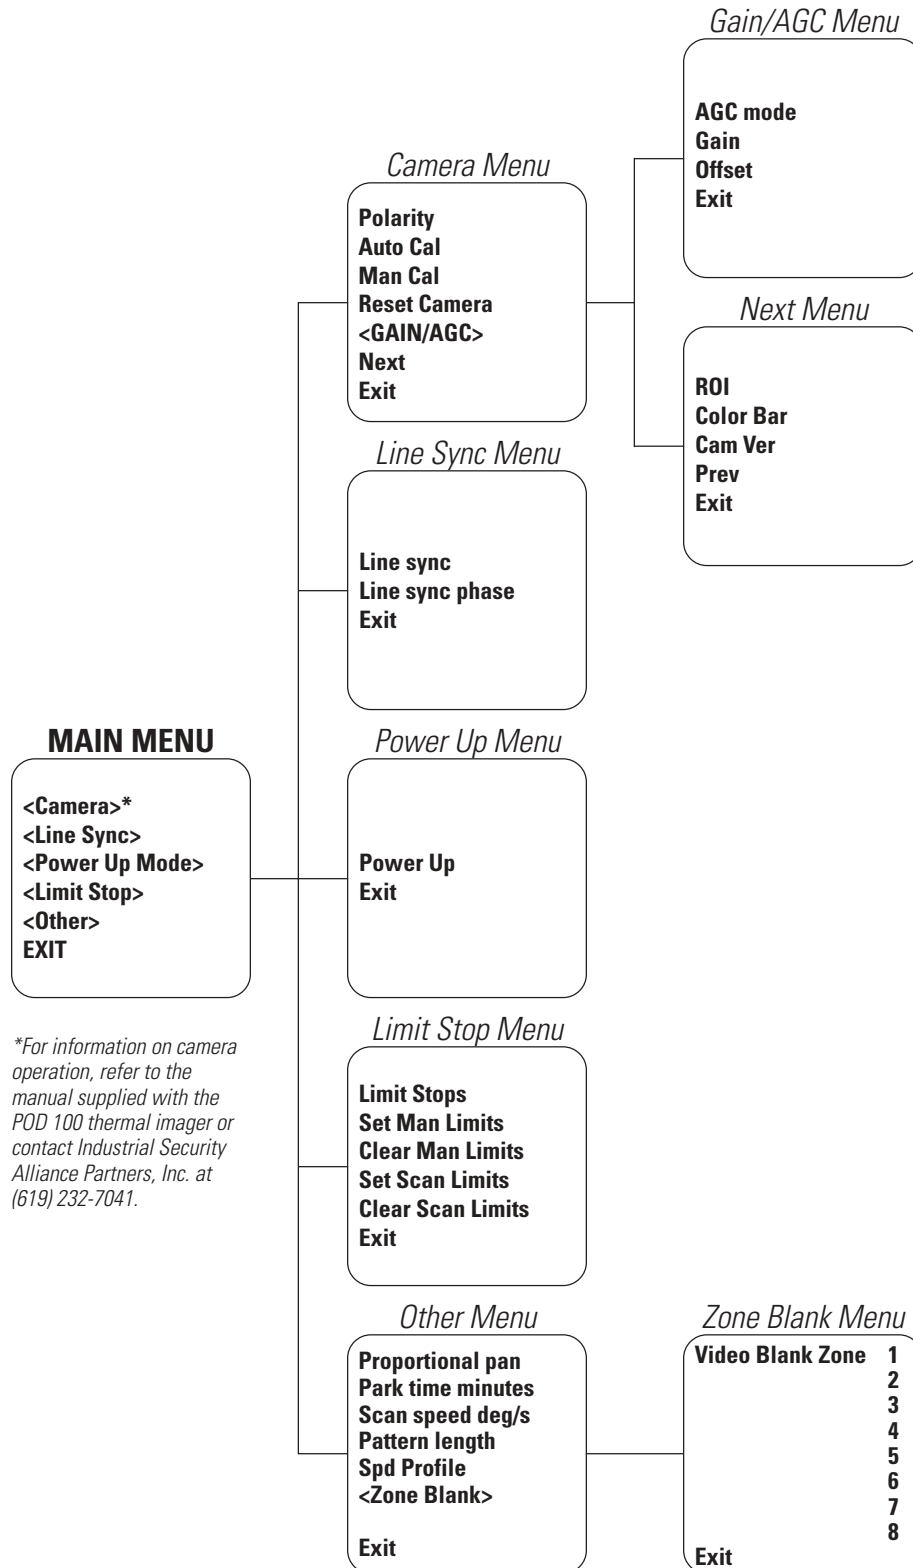 MAIN MENU
<Camera>*
<Line Sync>
<Power Up Mode>
<Limit Stop>
<Other>
EXIT
*For information on camera
operation, refer to the
manual supplied with the
POD 100 thermal imager or
contact Industrial Security
Alliance Partners, Inc. at
(619) 232-7041.
Camera Menu
Polarity
Auto Cal
Man Cal
Reset Camera
<GAIN/AGC>
Next
Exit
Gain/AGC Menu
AGC mode
Gain
Offset
Exit
Next Menu
ROI
Color Bar
Cam Ver
Prev
Exit
Line Sync Menu
Line sync
Line sync phase
Exit
Power Up Menu
Power Up
Exit
Limit Stop Menu
Limit Stops
Set Man Limits
Clear Man Limits
Set Scan Limits
Clear Scan Limits
Exit
Other Menu
Proportional pan
Park time minutes
Scan speed deg/s
Pattern length
Spd Profile
<Zone Blank>
Exit
Zone Blank Menu
Video Blank Zone 1
2
3
4
5
6
7
8
Exit